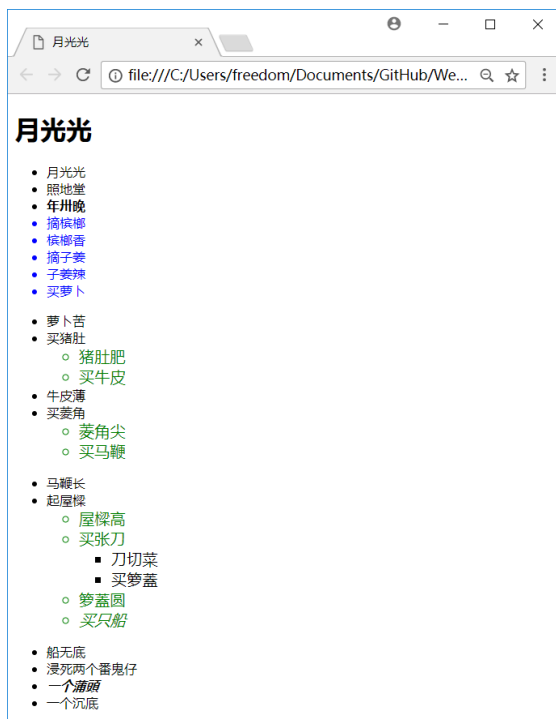 月光光
file:///C:/Users/freedom/Documents/GitHub/We...
月光光
月光光
照地堂
年卅晚
摘槟榔
槟榔香
摘子姜
子姜辣
买萝卜
萝卜苦
买猪肚
猪肚肥
买牛皮
牛皮薄
买菱角
菱角尖
买马鞭
马鞭长
起屋樑
屋樑高
买张刀
刀切菜
买箩蓋
箩蓋圆
买只船
船无底
浸死两个番鬼仔
一个蒲頭
一个沉底